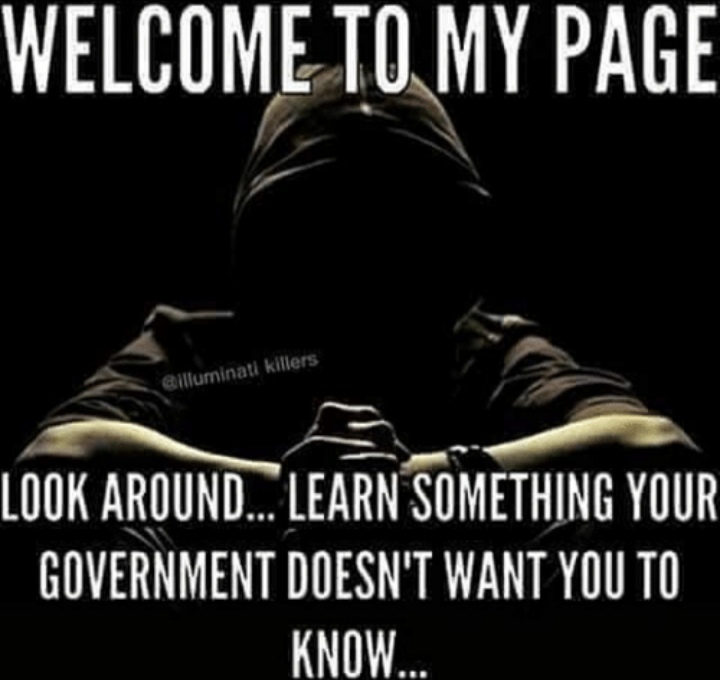 WELCOME TO MY PAGE
@illuminati killers
LOOK AROUND... LEARN SOMETHING YOUR
GOVERNMENT DOESN'T WANT YOU TO
KNOW...